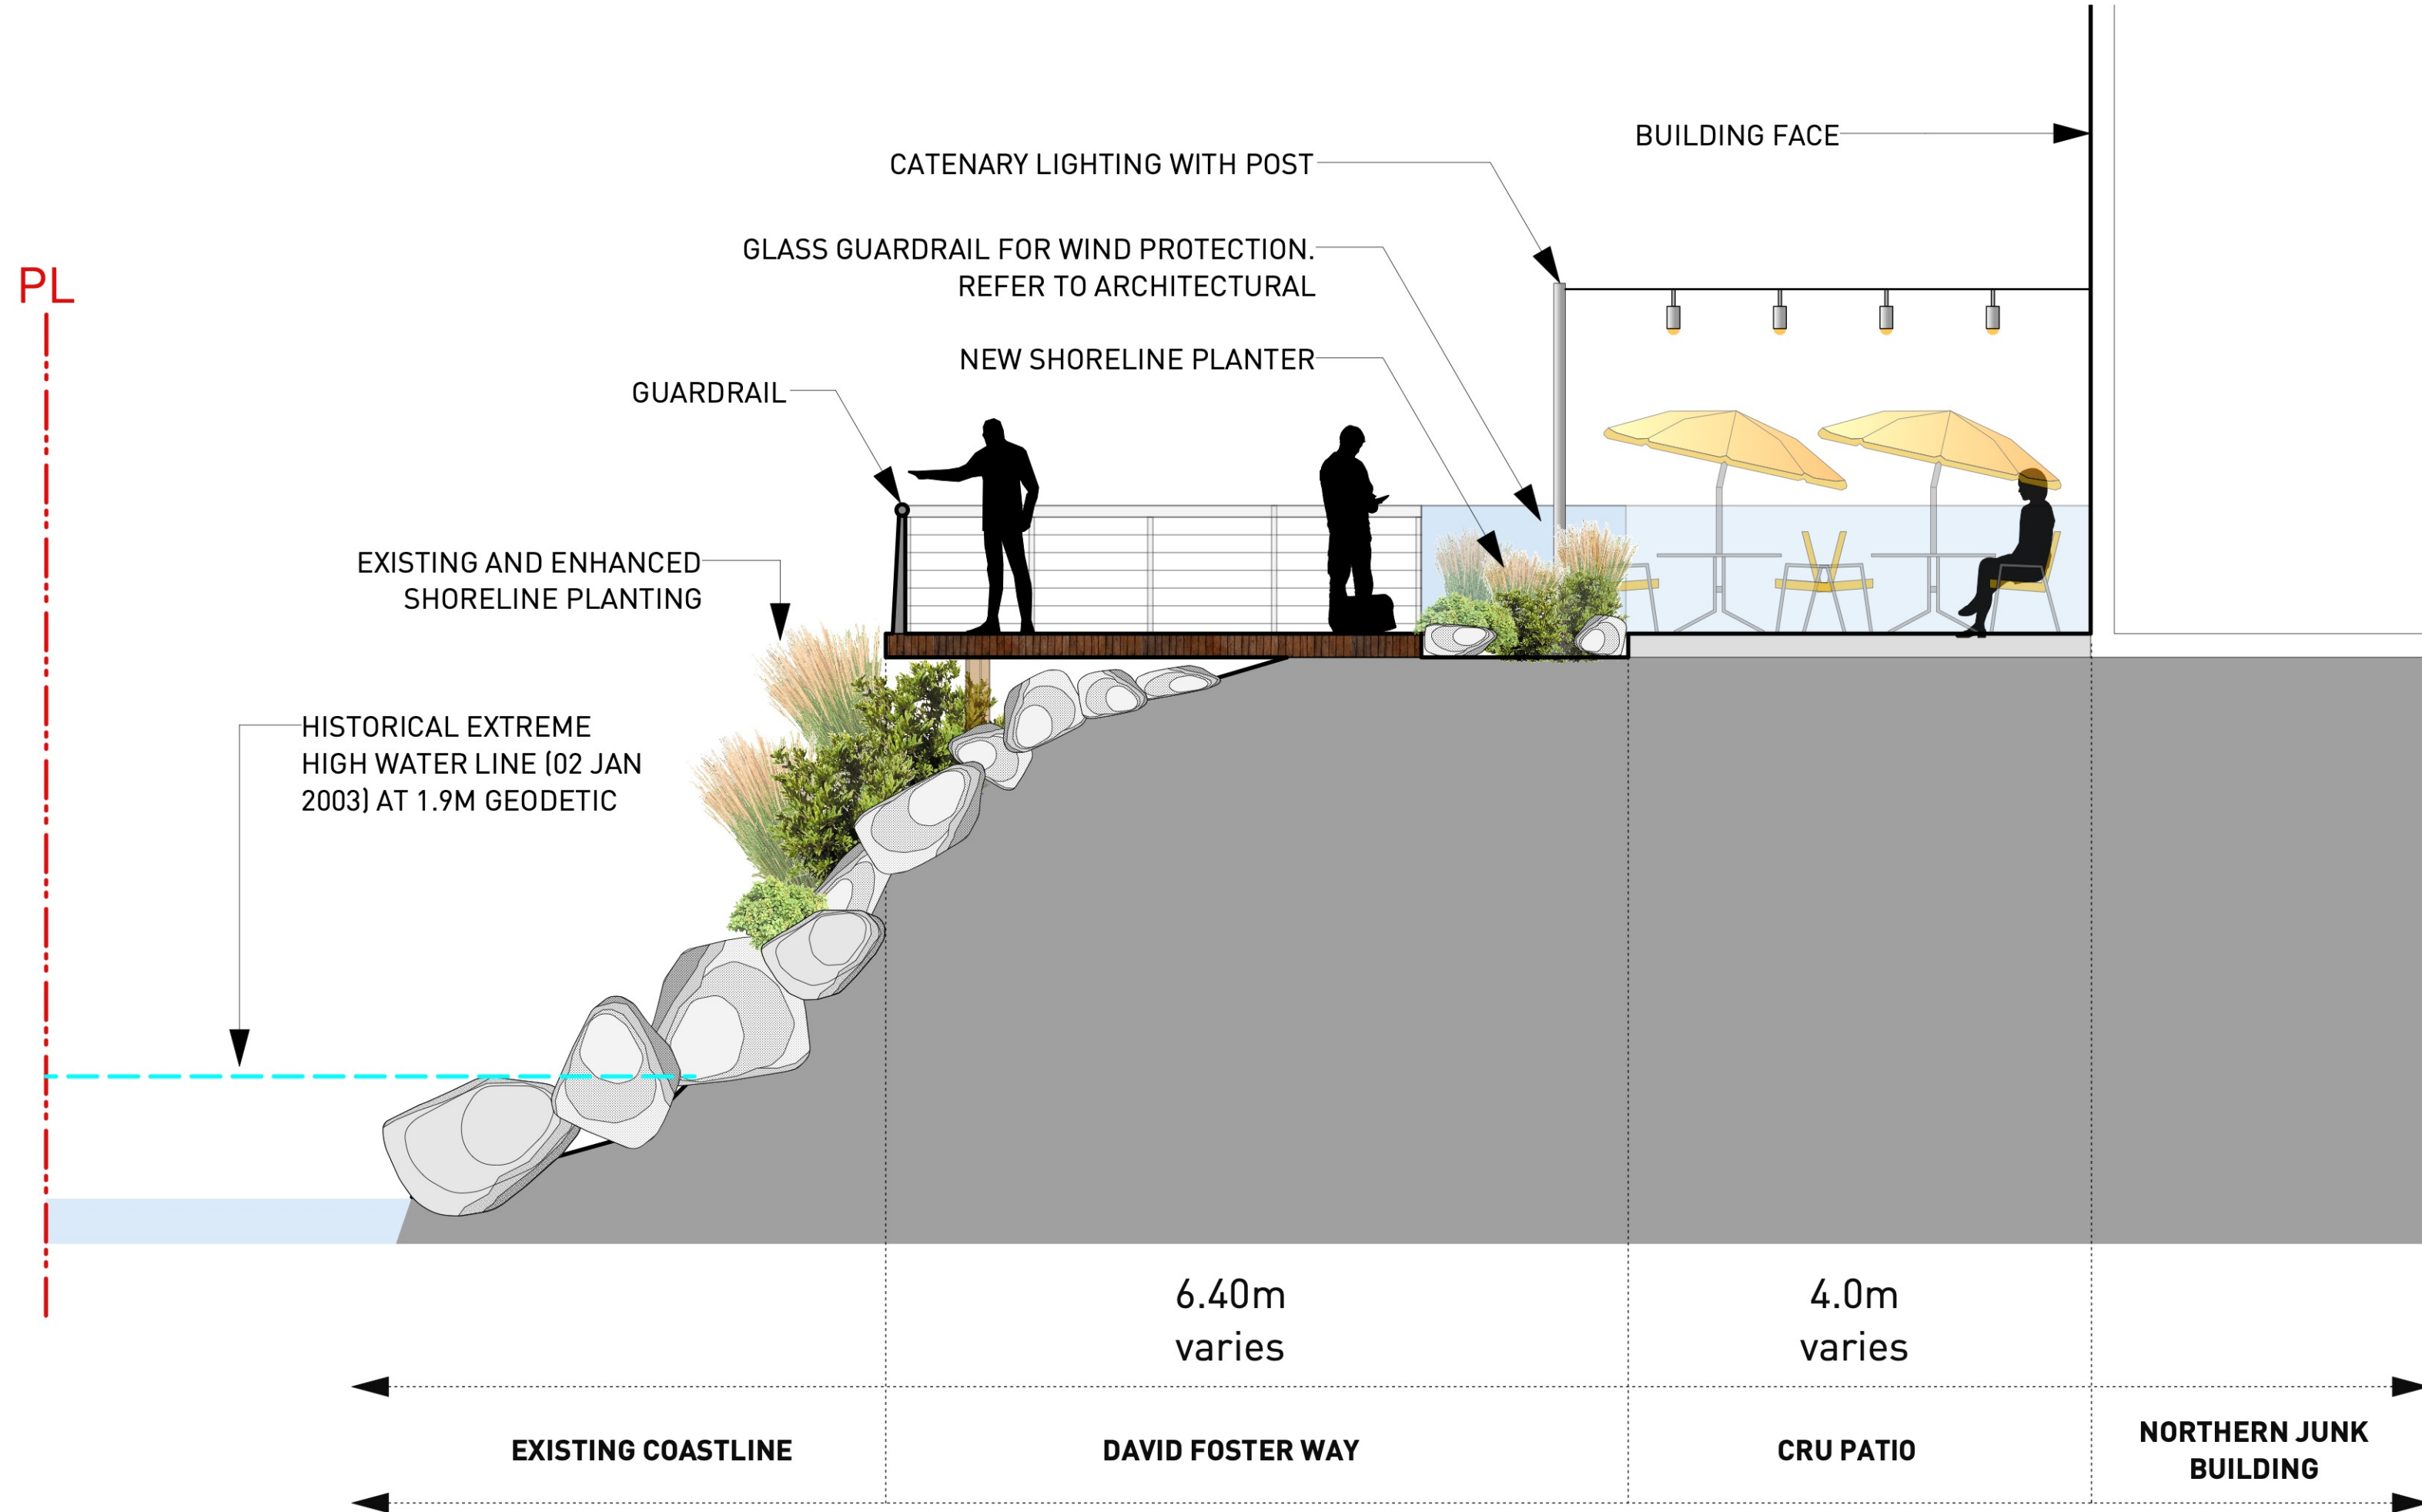 BUILDING FACE
CATENARY LIGHTING WITH POST
GLASS GUARDRAIL FOR WIND PROTECTION.
REFER TO ARCHITECTURAL
PL
NEW SHORELINE PLANTER
GUARDRAIL
EXISTING AND ENHANCED
SHORELINE PLANTING
HISTORICAL EXTREME
HIGH WATER LINE (02 JAN
2003) AT 1.9M GEODETIC
6.40m
varies
4.0m
varies
EXISTING COASTLINE
DAVID FOSTER WAY
CRU PATIO
NORTHERN JUNK
BUILDING